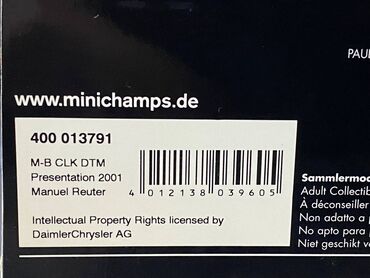 PAUL
www.minichamps.de
400 013791
M-B CLK DTM
Presentation 2001
Manuel Reuter
4 012138 039605
Intellectual Property Rights licensed by
DaimlerChrysler AG
Sammlermod
Adult Collectib
À déconseiller
Non adatto a
No apto para
Niet geschikt v